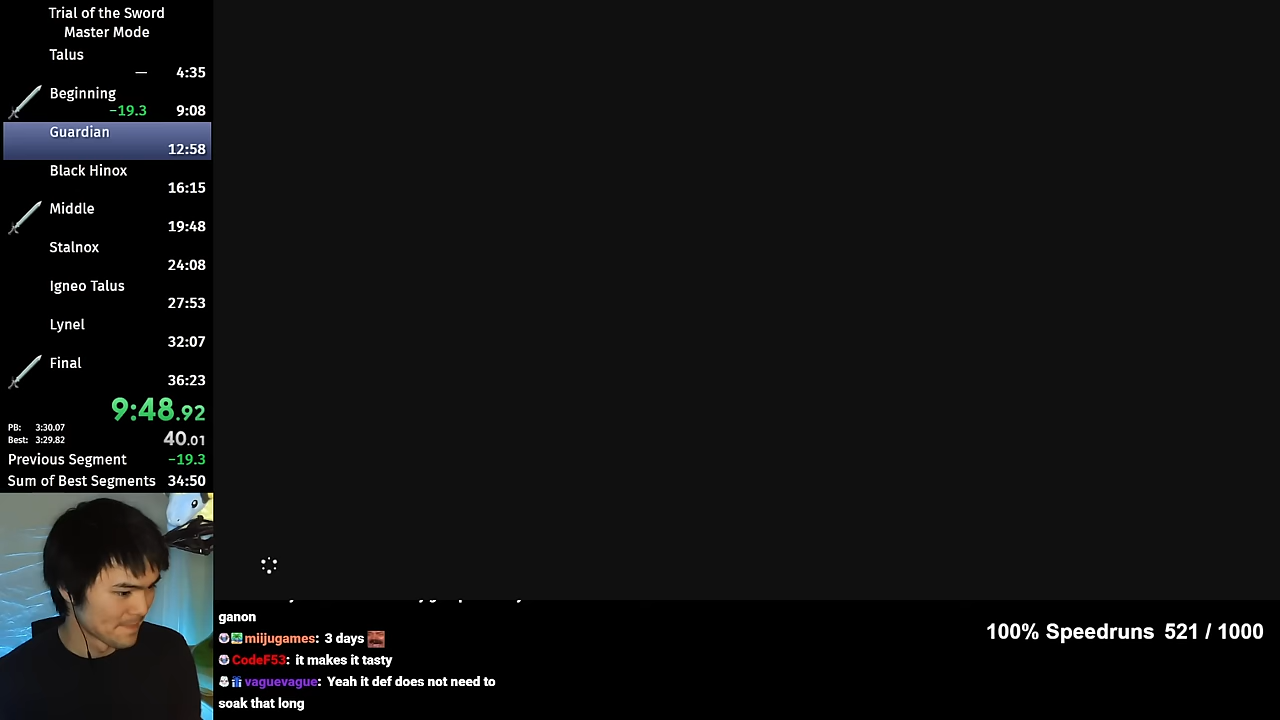 Trial of the Sword
Master Mode
Talus
— 4:35
Beginning
−19.3 9:08
Guardian
12:58
Black Hinox
16:15
Middle
19:48
Stalnox
24:08
Igneo Talus
27:53
Lynel
32:07
Final
36:23
9:48.92
PB: 3:30.07
Best: 3:29.82
40.01
Previous Segment −19.3
Sum of Best Segments 34:50
ganon
miijugames: 3 days
CodeF53: it makes it tasty
vaguevague: Yeah it def does not need to
soak that long
100% Speedruns 521 / 1000